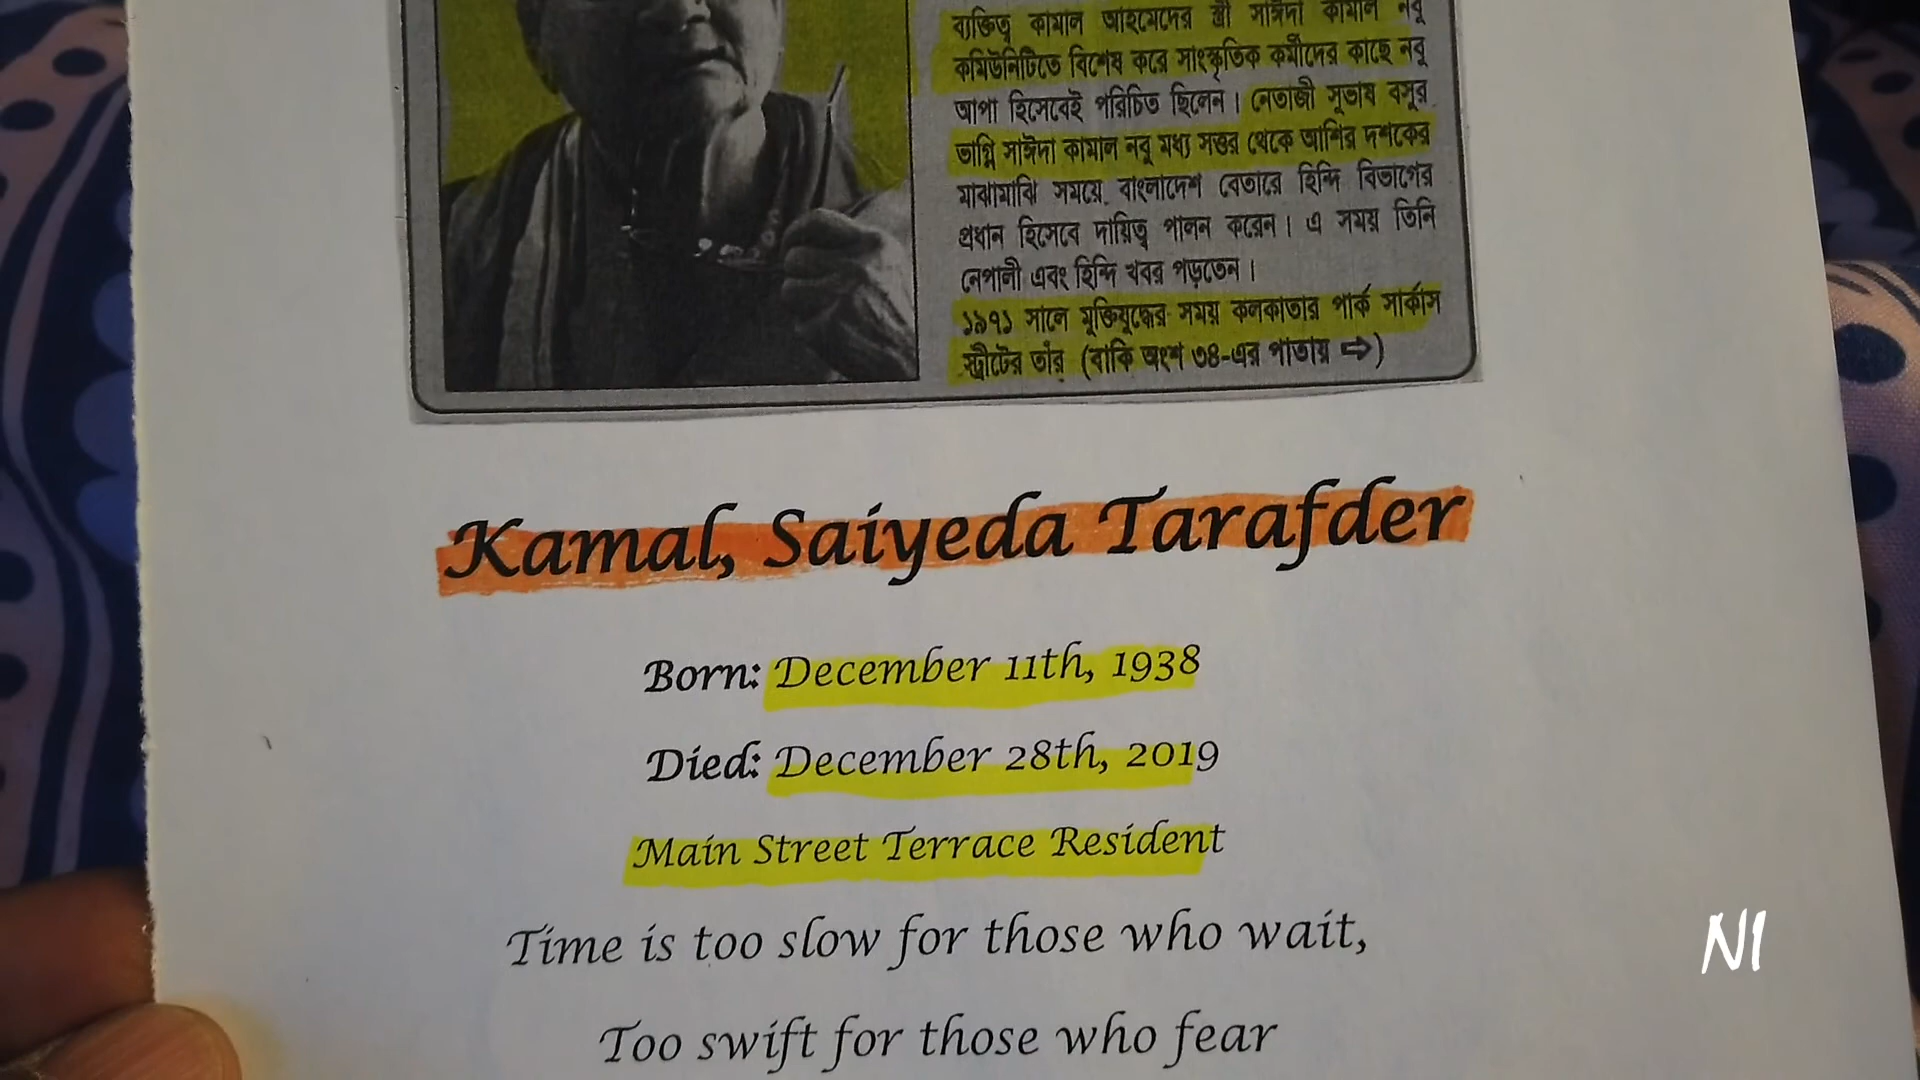 ব্যক্তিত্ব কামাল আহমেদের স্ত্রী সাঈদা কামাল নবু
কমিউনিটিতে বিশেষ করে সাংস্কৃতিক কর্মীদের কাছে নবু
আপা হিসেবেই পরিচিত ছিলেন। নেতাজী সুভাষ বসুর
ভাগ্নি সাঈদা কামাল নবু মধ্য সত্তর থেকে আশির দশকের
মাঝামাঝি সময়ে বাংলাদেশ বেতারে হিন্দি বিভাগের
প্রধান হিসেবে দায়িত্ব পালন করেন। এ সময় তিনি
নেপালী এবং হিন্দি খবর পড়তেন।
১৯৭১ সালে মুক্তিযুদ্ধের সময় কলকাতার পার্ক সার্কাস
স্ট্রীটের তাঁর (বাকি অংশ ৩৪-এর পাতায় ⇨)
Kamal, Saiyeda Tarafder
Born: December 11th, 1938
Died: December 28th, 2019
Main Street Terrace Resident
Time is too slow for those who wait,
Too swift for those who fear
NI